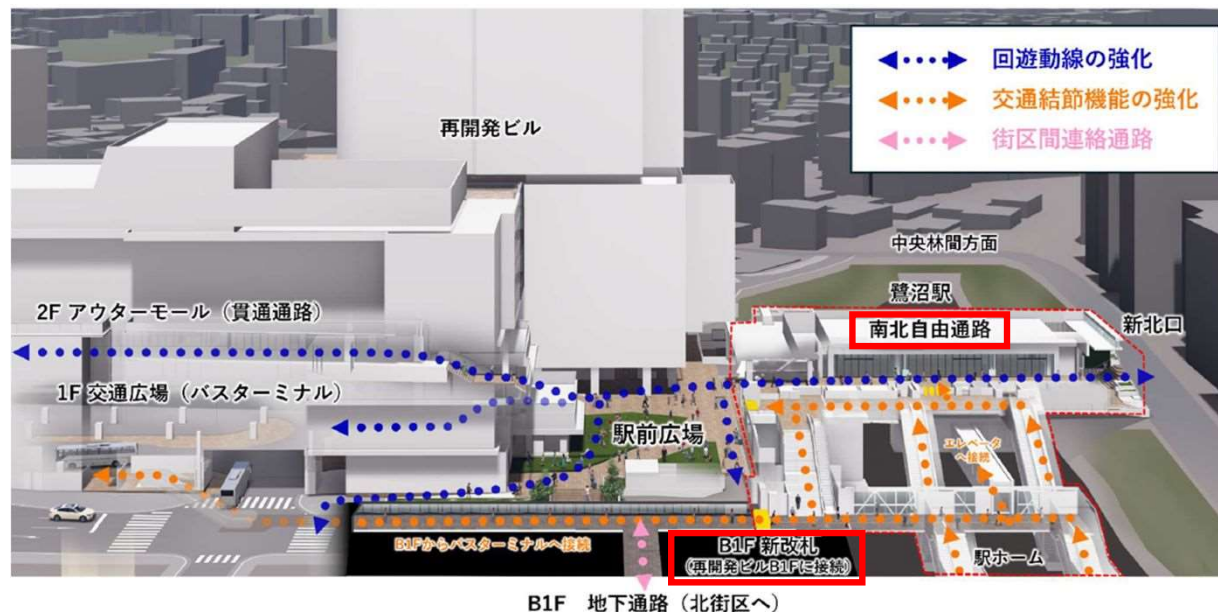 回遊動線の強化
交通結節機能の強化
街区間連絡通路
再開発ビル
中央林間方面
鷺沼駅
南北自由通路
新北口
2F アウターモール（貫通通路）
1F 交通広場（バスターミナル）
駅前広場
エレベータ
へ接続
B1Fからバスターミナルへ接続
B1F 新改札
（再開発ビルB1Fに接続）
駅ホーム
B1F 地下通路（北街区へ）